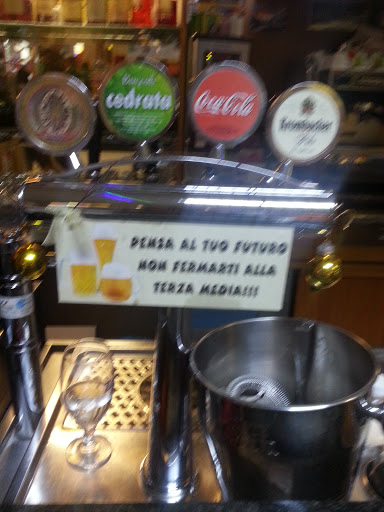 cedrata
Coca-Cola
Krombacher
PENSA AL TUO FUTURO
NON FERMARTI ALLA
TERZA MEDIA!!!